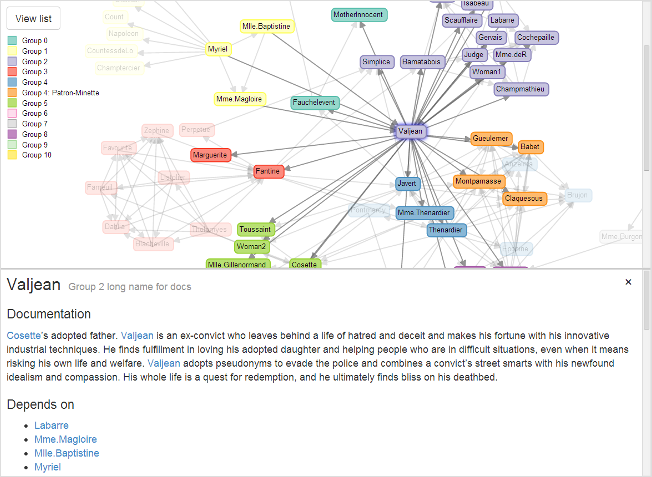 View list
Group 0
Group 1
Group 2
Group 3
Group 4
Group 4: Patron-Minette
Group 5
Group 6
Group 7
Group 8
Group 9
Group 10
Count
Napoleon
Champtercier
Myriel
Mlle.Baptistine
Mme.Magloire
MotherInnocent
Fauchelevent
Simplice
Bamatabois
Isabeau
Scaufflaire
Labarre
Gervais
Cochepaille
Judge
Mme.deR
Woman1
Champmathieu
Valjean
Perpetue
Marguerite
Fantine
Gueulemer
Babet
Montparnasse
Claquesous
Javert
Mme.Thenardier
Thenardier
Toussaint
Woman2
Mlle.Gillenormand
Cosette
Valjean Group 2 long name for docs
Documentation
Cosette's adopted father. Valjean is an ex-convict who leaves behind a life of hatred and deceit and makes his fortune with his innovative
industrial techniques. He finds fulfillment in loving his adopted daughter and helping people who are in difficult situations, even when it means
risking his own life and welfare. Valjean adopts pseudonyms to evade the police and combines a convict's street smarts with his newfound
idealism and compassion. His whole life is a quest for redemption, and he ultimately finds bliss on his deathbed.
Depends on
Labarre
Mme.Magloire
Mlle.Baptistine
Myriel